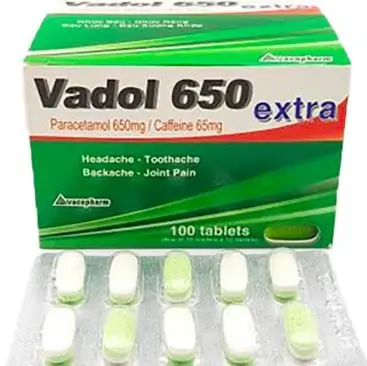 Vacopharm
Vadol 650 extra
Paracetamol 650mg / Caffeine 65mg
Headache - Toothache
Backache - Joint Pain
Vacopharm
100 tablets